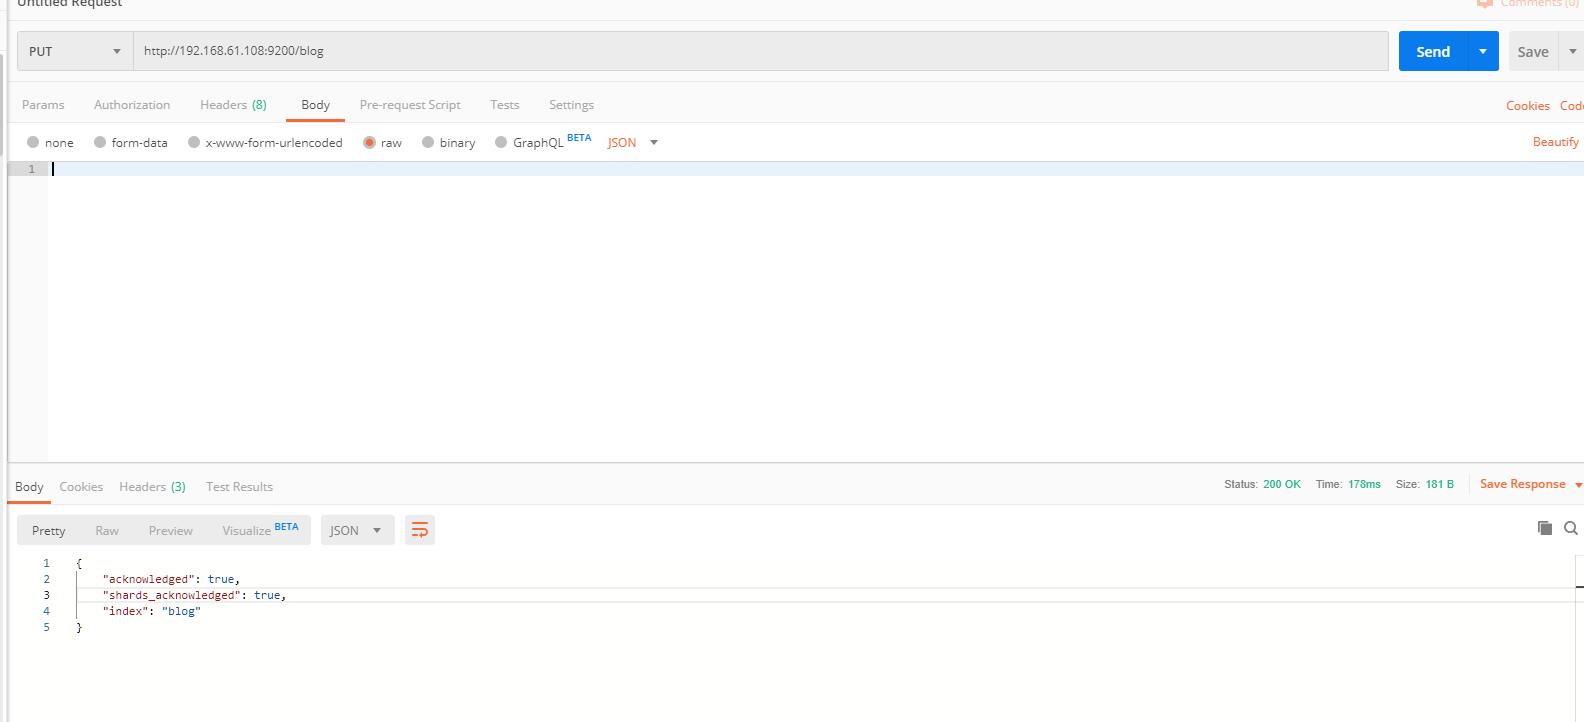 Untitled Request
Comments (0)
PUT http://192.168.61.108:9200/blog Send Save
Params Authorization Headers (8) Body Pre-request Script Tests Settings Cookies Code
none form-data x-www-form-urlencoded raw binary GraphQL BETA JSON Beautify
1
Body Cookies Headers (3) Test Results Status: 200 OK Time: 178ms Size: 181 B Save Response
Pretty Raw Preview Visualize BETA JSON
1 {
2 "acknowledged": true,
3 "shards_acknowledged": true,
4 "index": "blog"
5 }